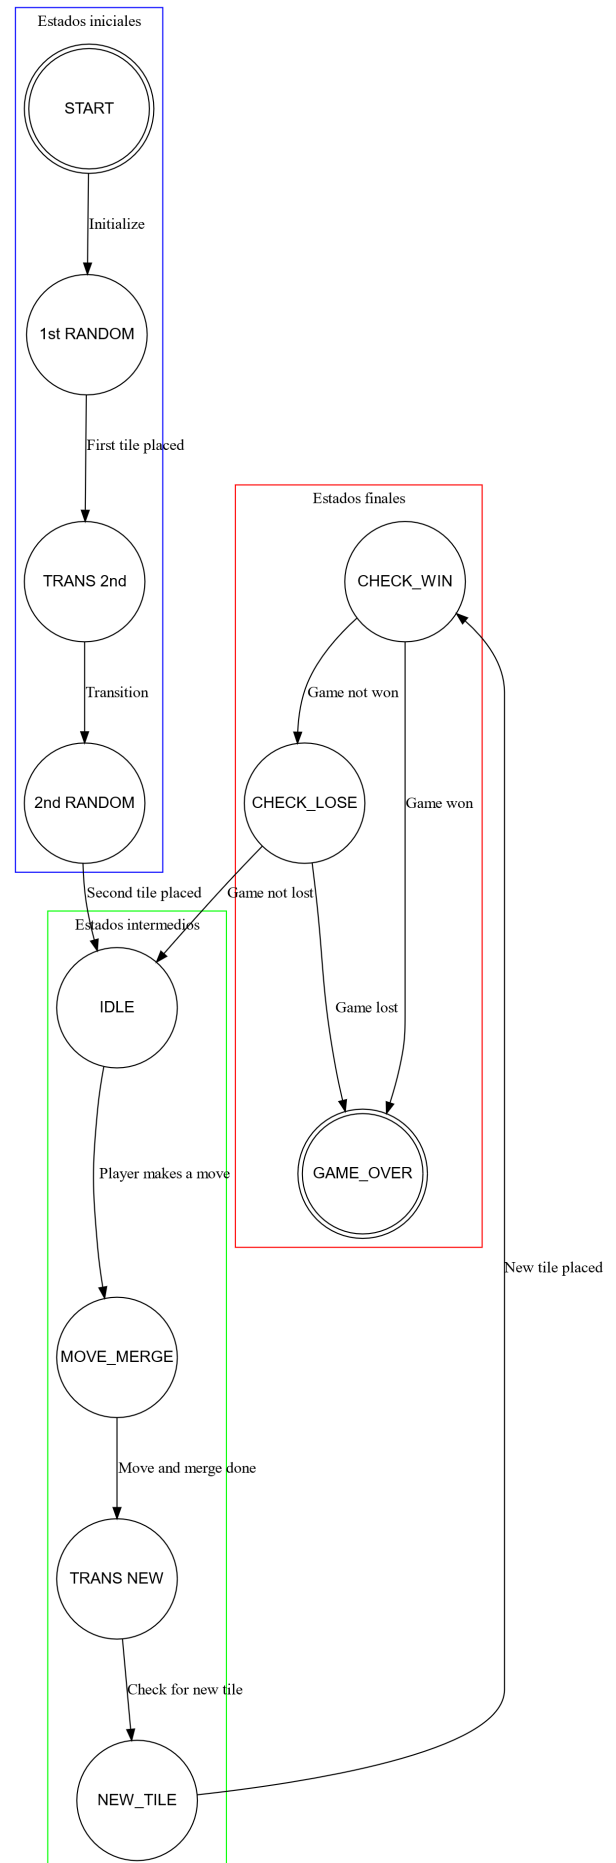 Estados iniciales
START
Initialize
1st RANDOM
First tile placed
Estados finales
TRANS 2nd
CHECK_WIN
Transition
Game not won
2nd RANDOM
CHECK_LOSE
Game won
Second tile placed
Game not lost
Estados intermedios
IDLE
Game lost
Player makes a move
GAME_OVER
New tile placed
MOVE_MERGE
Move and merge done
TRANS NEW
Check for new tile
NEW_TILE